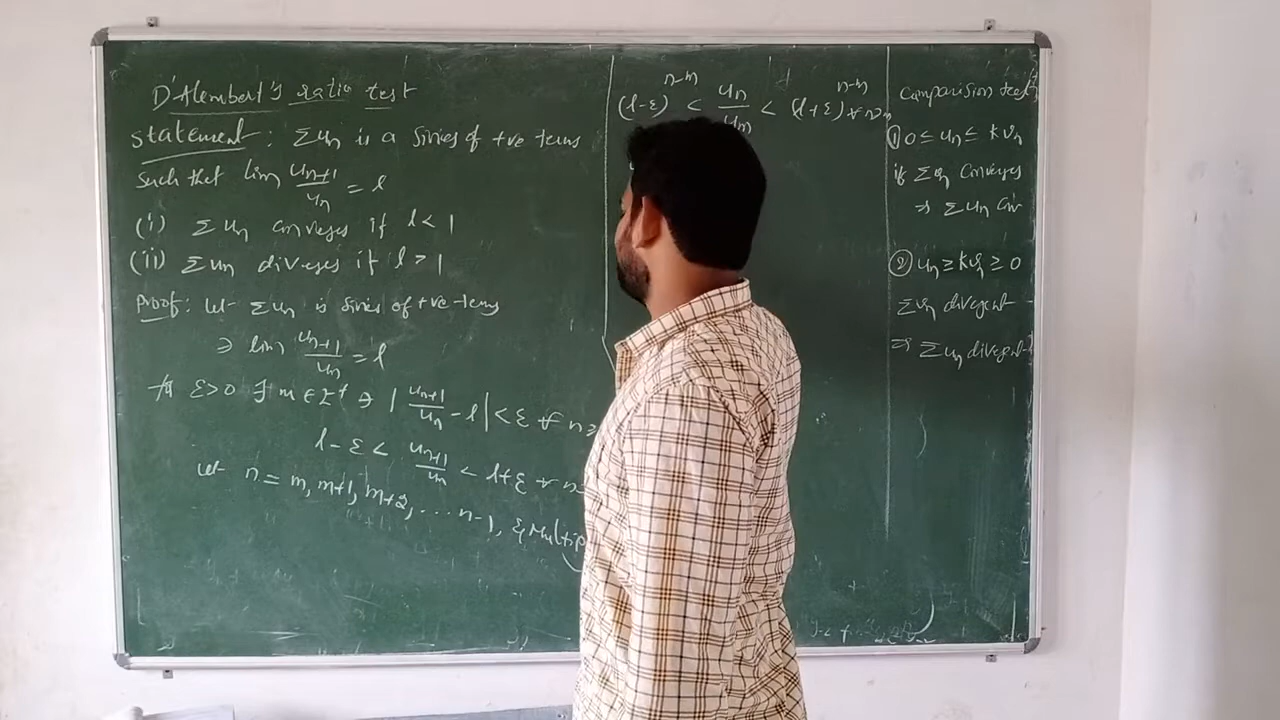 D'Alembert's ratio test
Statement: Σun is a series of +ve terms
Such that lim un+1/un = l
(i) Σun converges if l < 1
(ii) Σun diverges if l > 1
Proof: Let Σun is series of +ve terms
∋ lim un+1/un = l
ε>0 ∃ m ∈ Z⁺ ∋ |un+1/un - l| < ε ∀ n ≥
l - ε < un+1/un < l+ε ∀ n
let n = m, m+1, m+2, ... n-1, & Multip
(l-ε)^n-m < un/um < (l+ε)^n-m ∀ n
Comparision test
① 0 ≤ un ≤ kvn
if Σvn Converges
⇒ Σun Con
② un ≥ kvn ≥ 0
Σvn divergent
⇒ Σun divergent